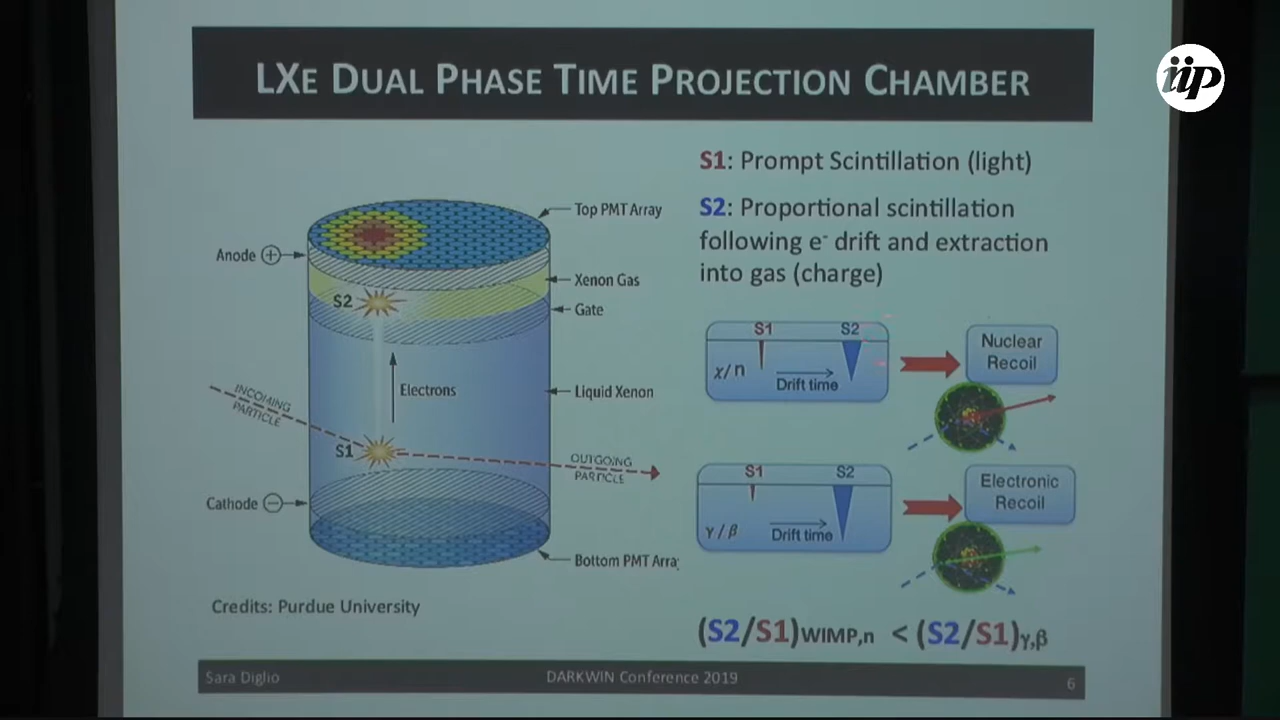 LXE DUAL PHASE TIME PROJECTION CHAMBER
iip
S1: Prompt Scintillation (light)
S2: Proportional scintillation
following e- drift and extraction
into gas (charge)
Top PMT Array
Anode +
Xenon Gas
S2
Gate
Electrons
Liquid Xenon
INCOMING
PARTICLE
S1
OUTGOING
PARTICLE
Cathode −
Bottom PMT Arra
Credits: Purdue University
S1 S2
χ/n
Drift time
Nuclear
Recoil
S1 S2
γ/β
Drift time
Electronic
Recoil
(S2/S1)WIMP,n < (S2/S1)γ,β
Sara Diglio DARKWIN Conference 2019 6